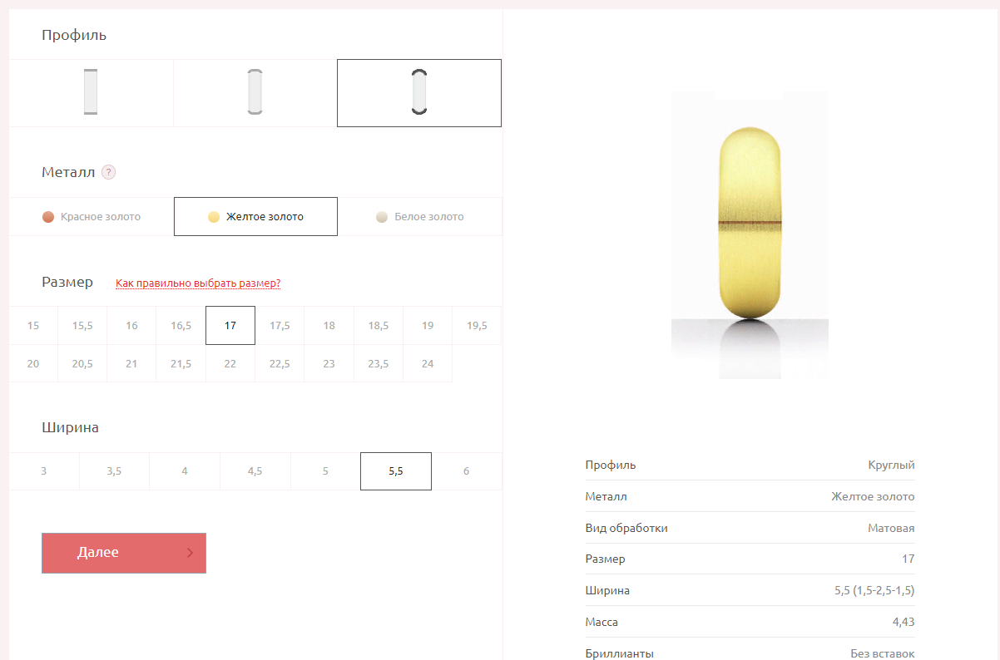 Профиль
Металл ?
Красное золото
Желтое золото
Белое золото
Размер Как правильно выбрать размер?
15 15,5 16 16,5 17 17,5 18 18,5 19 19,5
20 20,5 21 21,5 22 22,5 23 23,5 24
Ширина
3 3,5 4 4,5 5 5,5 6
Далее
Профиль Круглый
Металл Желтое золото
Вид обработки Матовая
Размер 17
Ширина 5,5 (1,5-2,5-1,5)
Масса 4,43
Бриллианты Без вставок